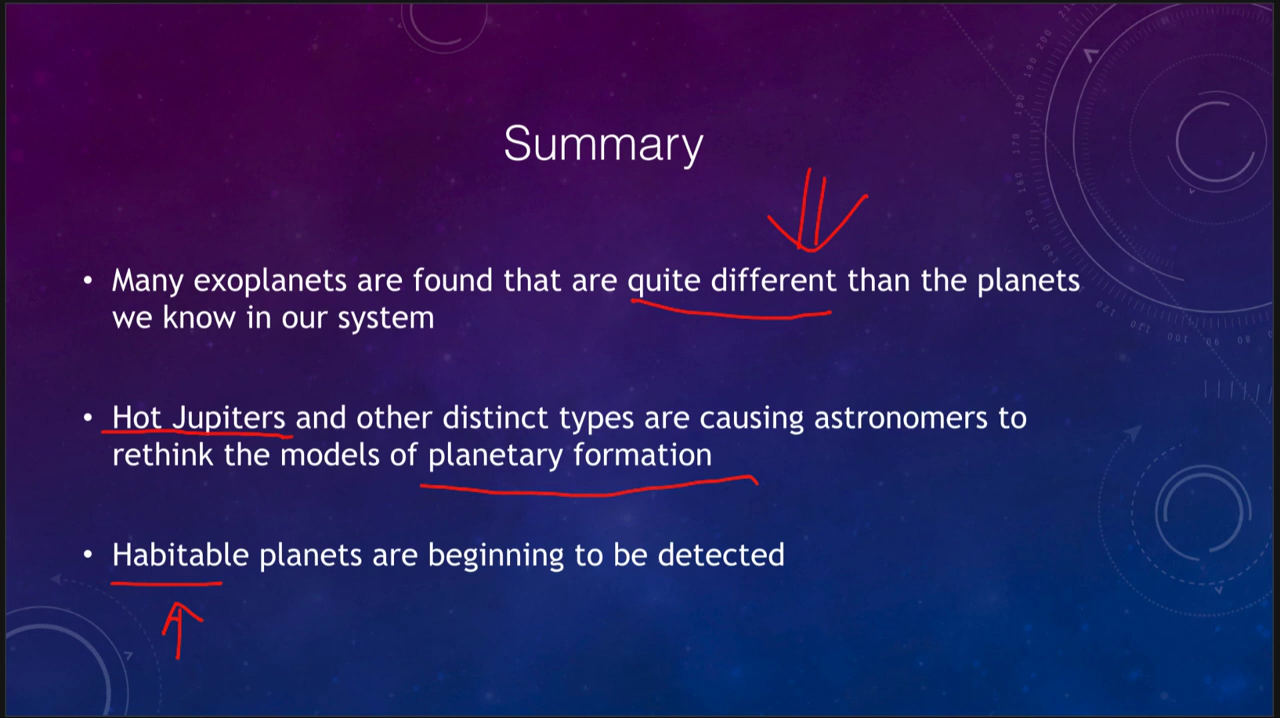 Summary
• Many exoplanets are found that are quite different than the planets
we know in our system
• Hot Jupiters and other distinct types are causing astronomers to
rethink the models of planetary formation
• Habitable planets are beginning to be detected